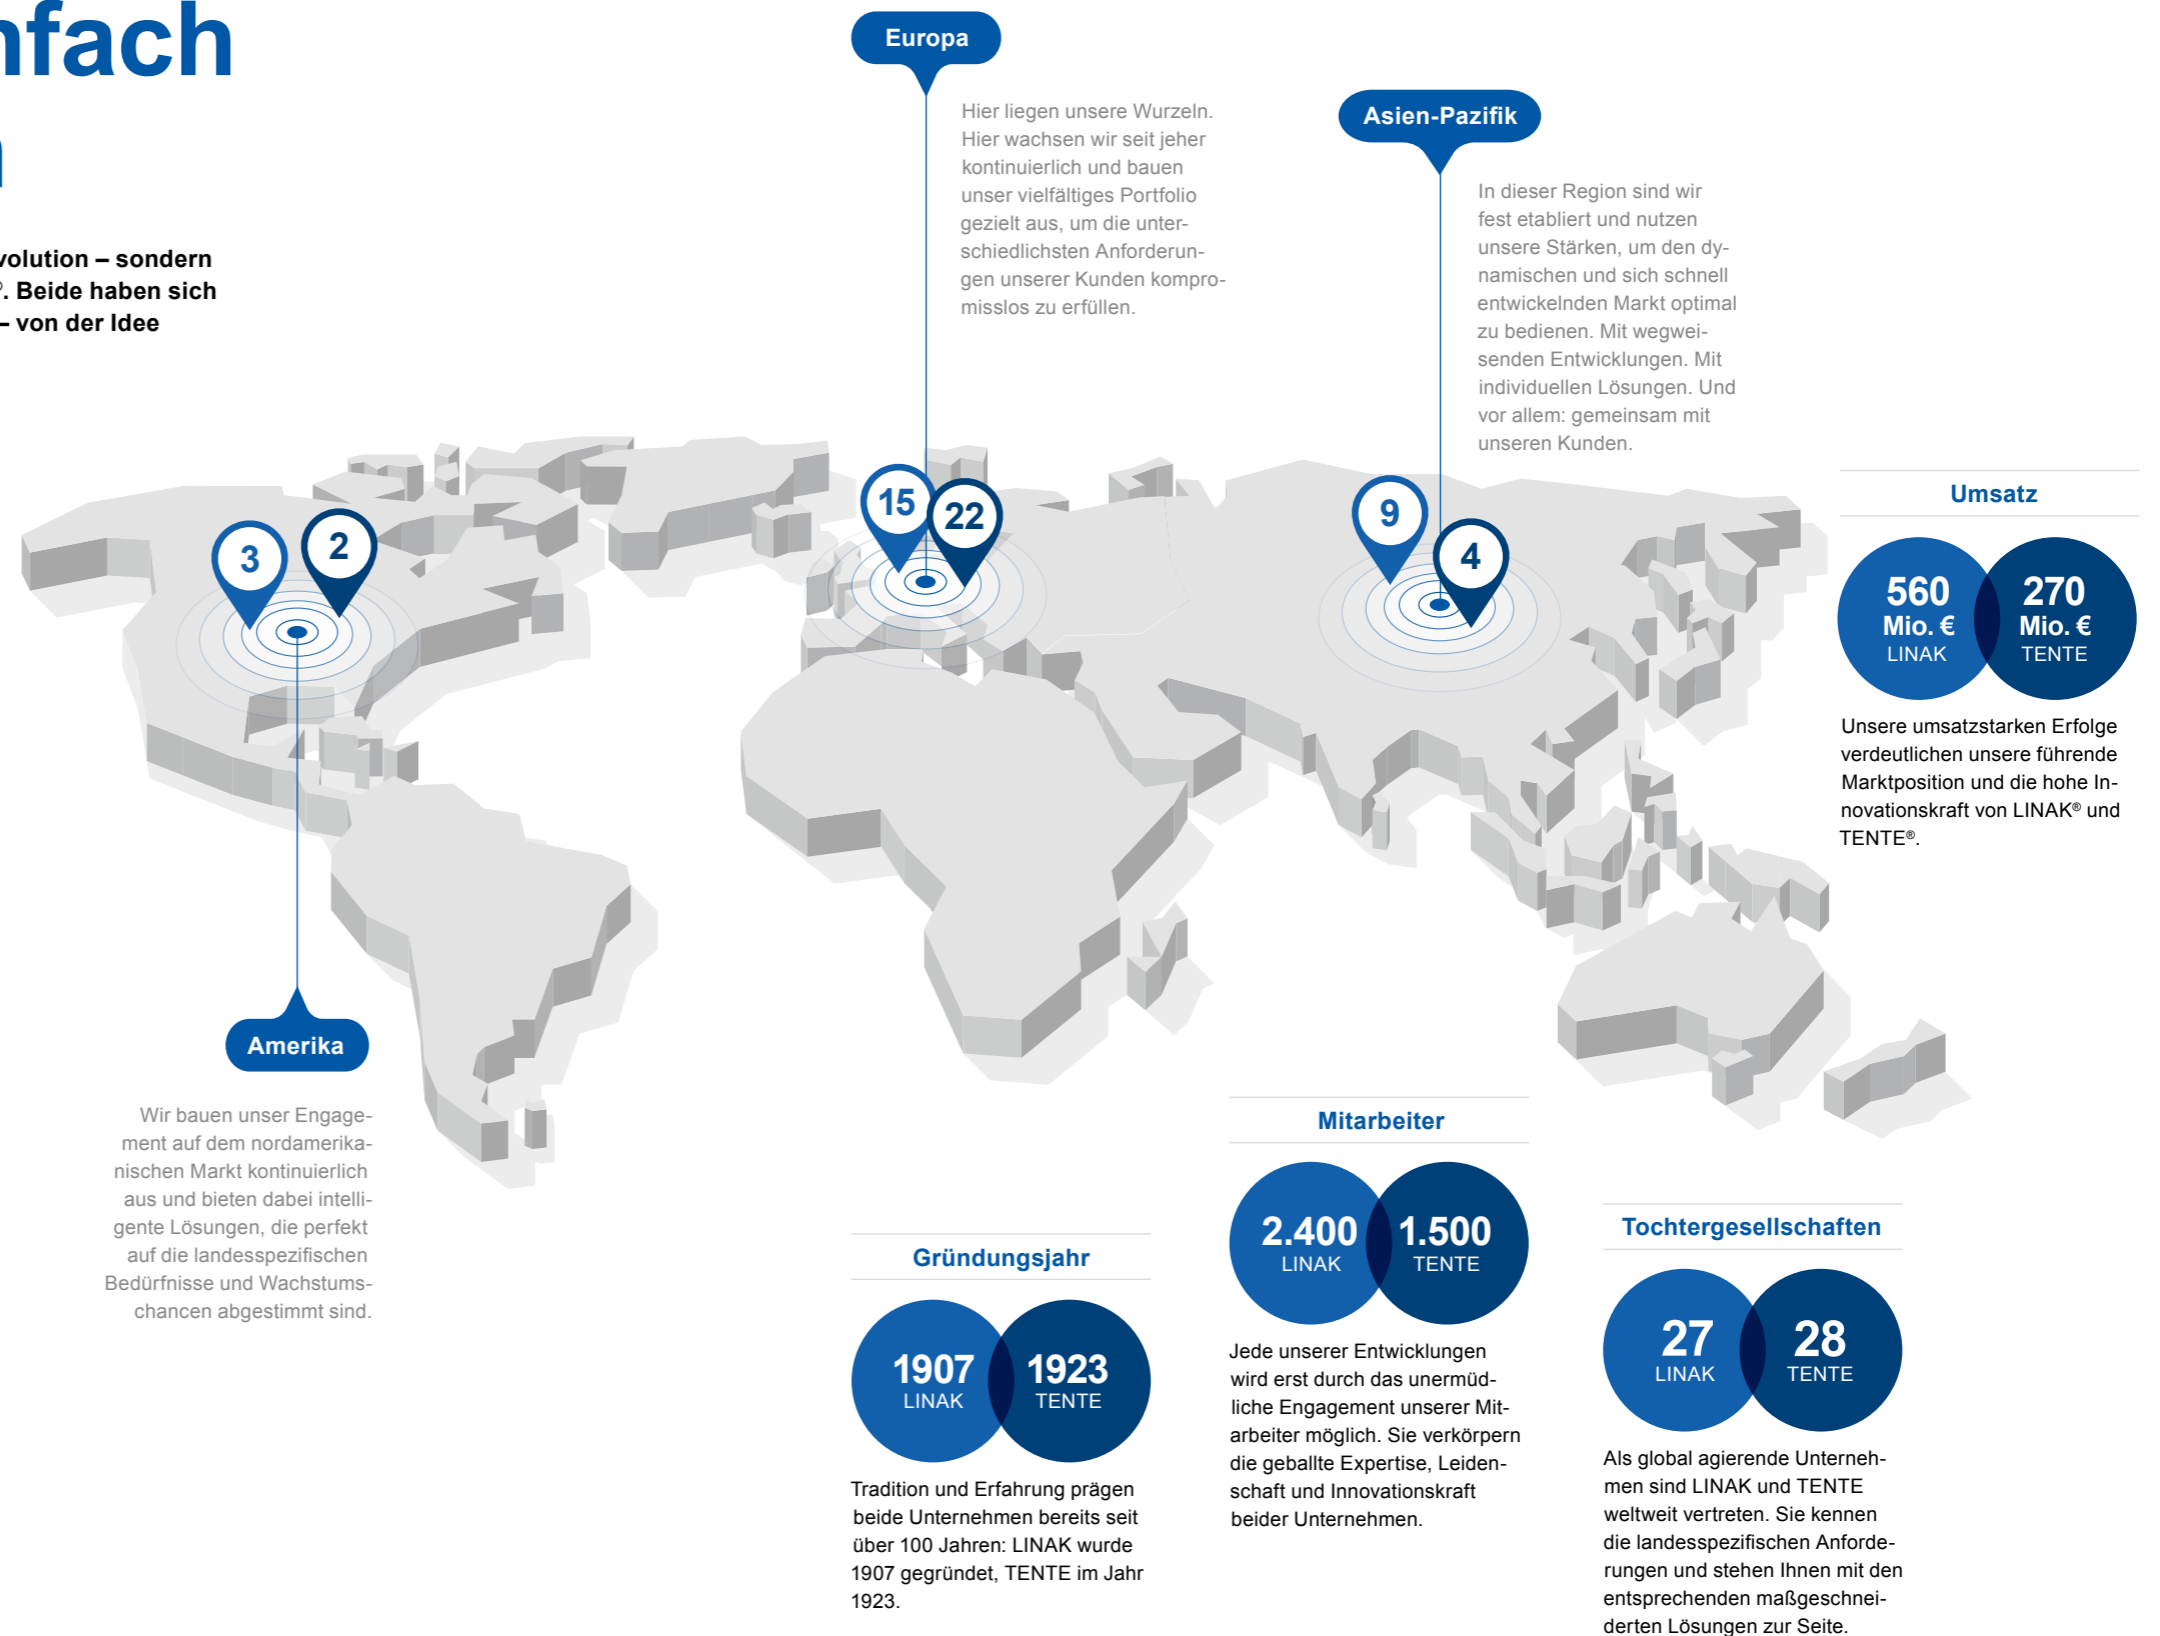 nfach
n
volution – sondern
®. Beide haben sich
– von der Idee
Europa
Hier liegen unsere Wurzeln.
Hier wachsen wir seit jeher
kontinuierlich und bauen
unser vielfältiges Portfolio
gezielt aus, um die unter-
schiedlichsten Anforderun-
gen unserer Kunden kompro-
misslos zu erfüllen.
Asien-Pazifik
In dieser Region sind wir
fest etabliert und nutzen
unsere Stärken, um den dy-
namischen und sich schnell
entwickelnden Markt optimal
zu bedienen. Mit wegwei-
senden Entwicklungen. Mit
individuellen Lösungen. Und
vor allem: gemeinsam mit
unseren Kunden.
3
2
15
22
9
4
Umsatz
560
Mio. €
LINAK
270
Mio. €
TENTE
Unsere umsatzstarken Erfolge
verdeutlichen unsere führende
Marktposition und die hohe In-
novationskraft von LINAK® und
TENTE®.
Amerika
Wir bauen unser Engage-
ment auf dem nordamerika-
nischen Markt kontinuierlich
aus und bieten dabei intelli-
gente Lösungen, die perfekt
auf die landesspezifischen
Bedürfnisse und Wachstums-
chancen abgestimmt sind.
Gründungsjahr
1907
LINAK
1923
TENTE
Tradition und Erfahrung prägen
beide Unternehmen bereits seit
über 100 Jahren: LINAK wurde
1907 gegründet, TENTE im Jahr
1923.
Mitarbeiter
2.400
LINAK
1.500
TENTE
Jede unserer Entwicklungen
wird erst durch das unermüd-
liche Engagement unserer Mit-
arbeiter möglich. Sie verkörpern
die geballte Expertise, Leiden-
schaft und Innovationskraft
beider Unternehmen.
Tochtergesellschaften
27
LINAK
28
TENTE
Als global agierende Unterneh-
men sind LINAK und TENTE
weltweit vertreten. Sie kennen
die landesspezifischen Anforde-
rungen und stehen Ihnen mit den
entsprechenden maßgeschnei-
derten Lösungen zur Seite.